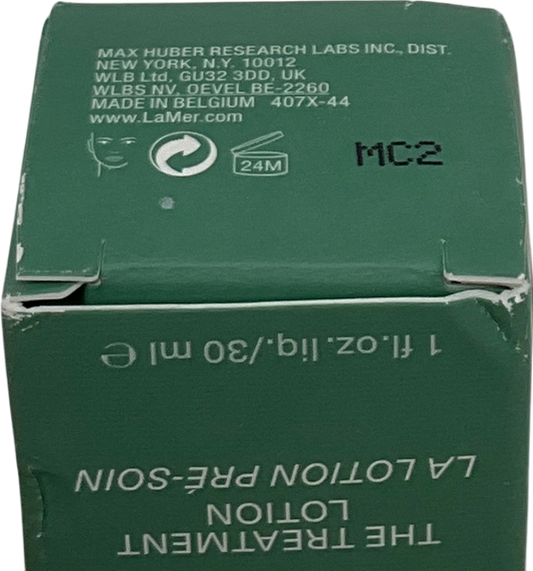 MAX HUBER RESEARCH LABS INC., DIST.
NEW YORK, N.Y. 10012
WLB Ltd, GU32 3DD, UK
WLBS NV, OEVEL BE-2260
MADE IN BELGIUM 407X-44
www.LaMer.com
24M
MC2
THE TREATMENT
LOTION
LA LOTION PRÉ-SOIN
1 fl.oz.liq./30 ml ℮